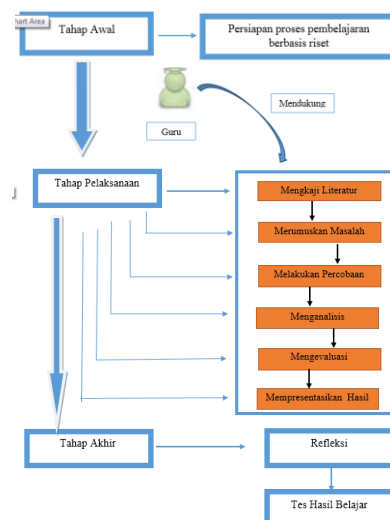 hart Area
Tahap Awal
Persiapan proses pembelajaran
berbasis riset
Mendukung
Guru
Tahap Pelaksanaan
Mengkaji Literatur
Merumuskan Masalah
Melakukan Percobaan
Menganalisis
Mengevaluasi
Mempresentasikan Hasil
Tahap Akhir
Refleksi
Tes Hasil Belajar